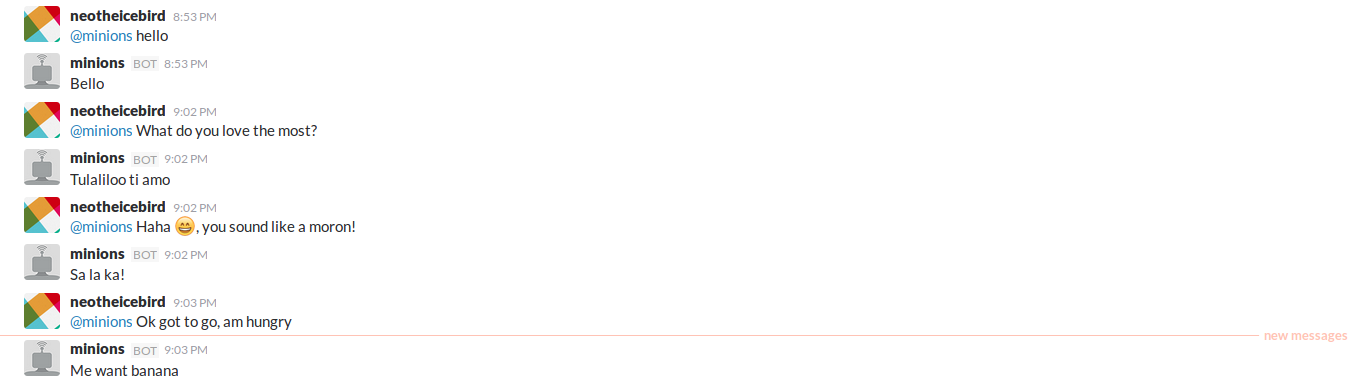 neotheicebird 8:53 PM
@minions hello
minions BOT 8:53 PM
Bello
neotheicebird 9:02 PM
@minions What do you love the most?
minions BOT 9:02 PM
Tulaliloo ti amo
neotheicebird 9:02 PM
@minions Haha 😄, you sound like a moron!
minions BOT 9:02 PM
Sa la ka!
neotheicebird 9:03 PM
@minions Ok got to go, am hungry
new messages
minions BOT 9:03 PM
Me want banana